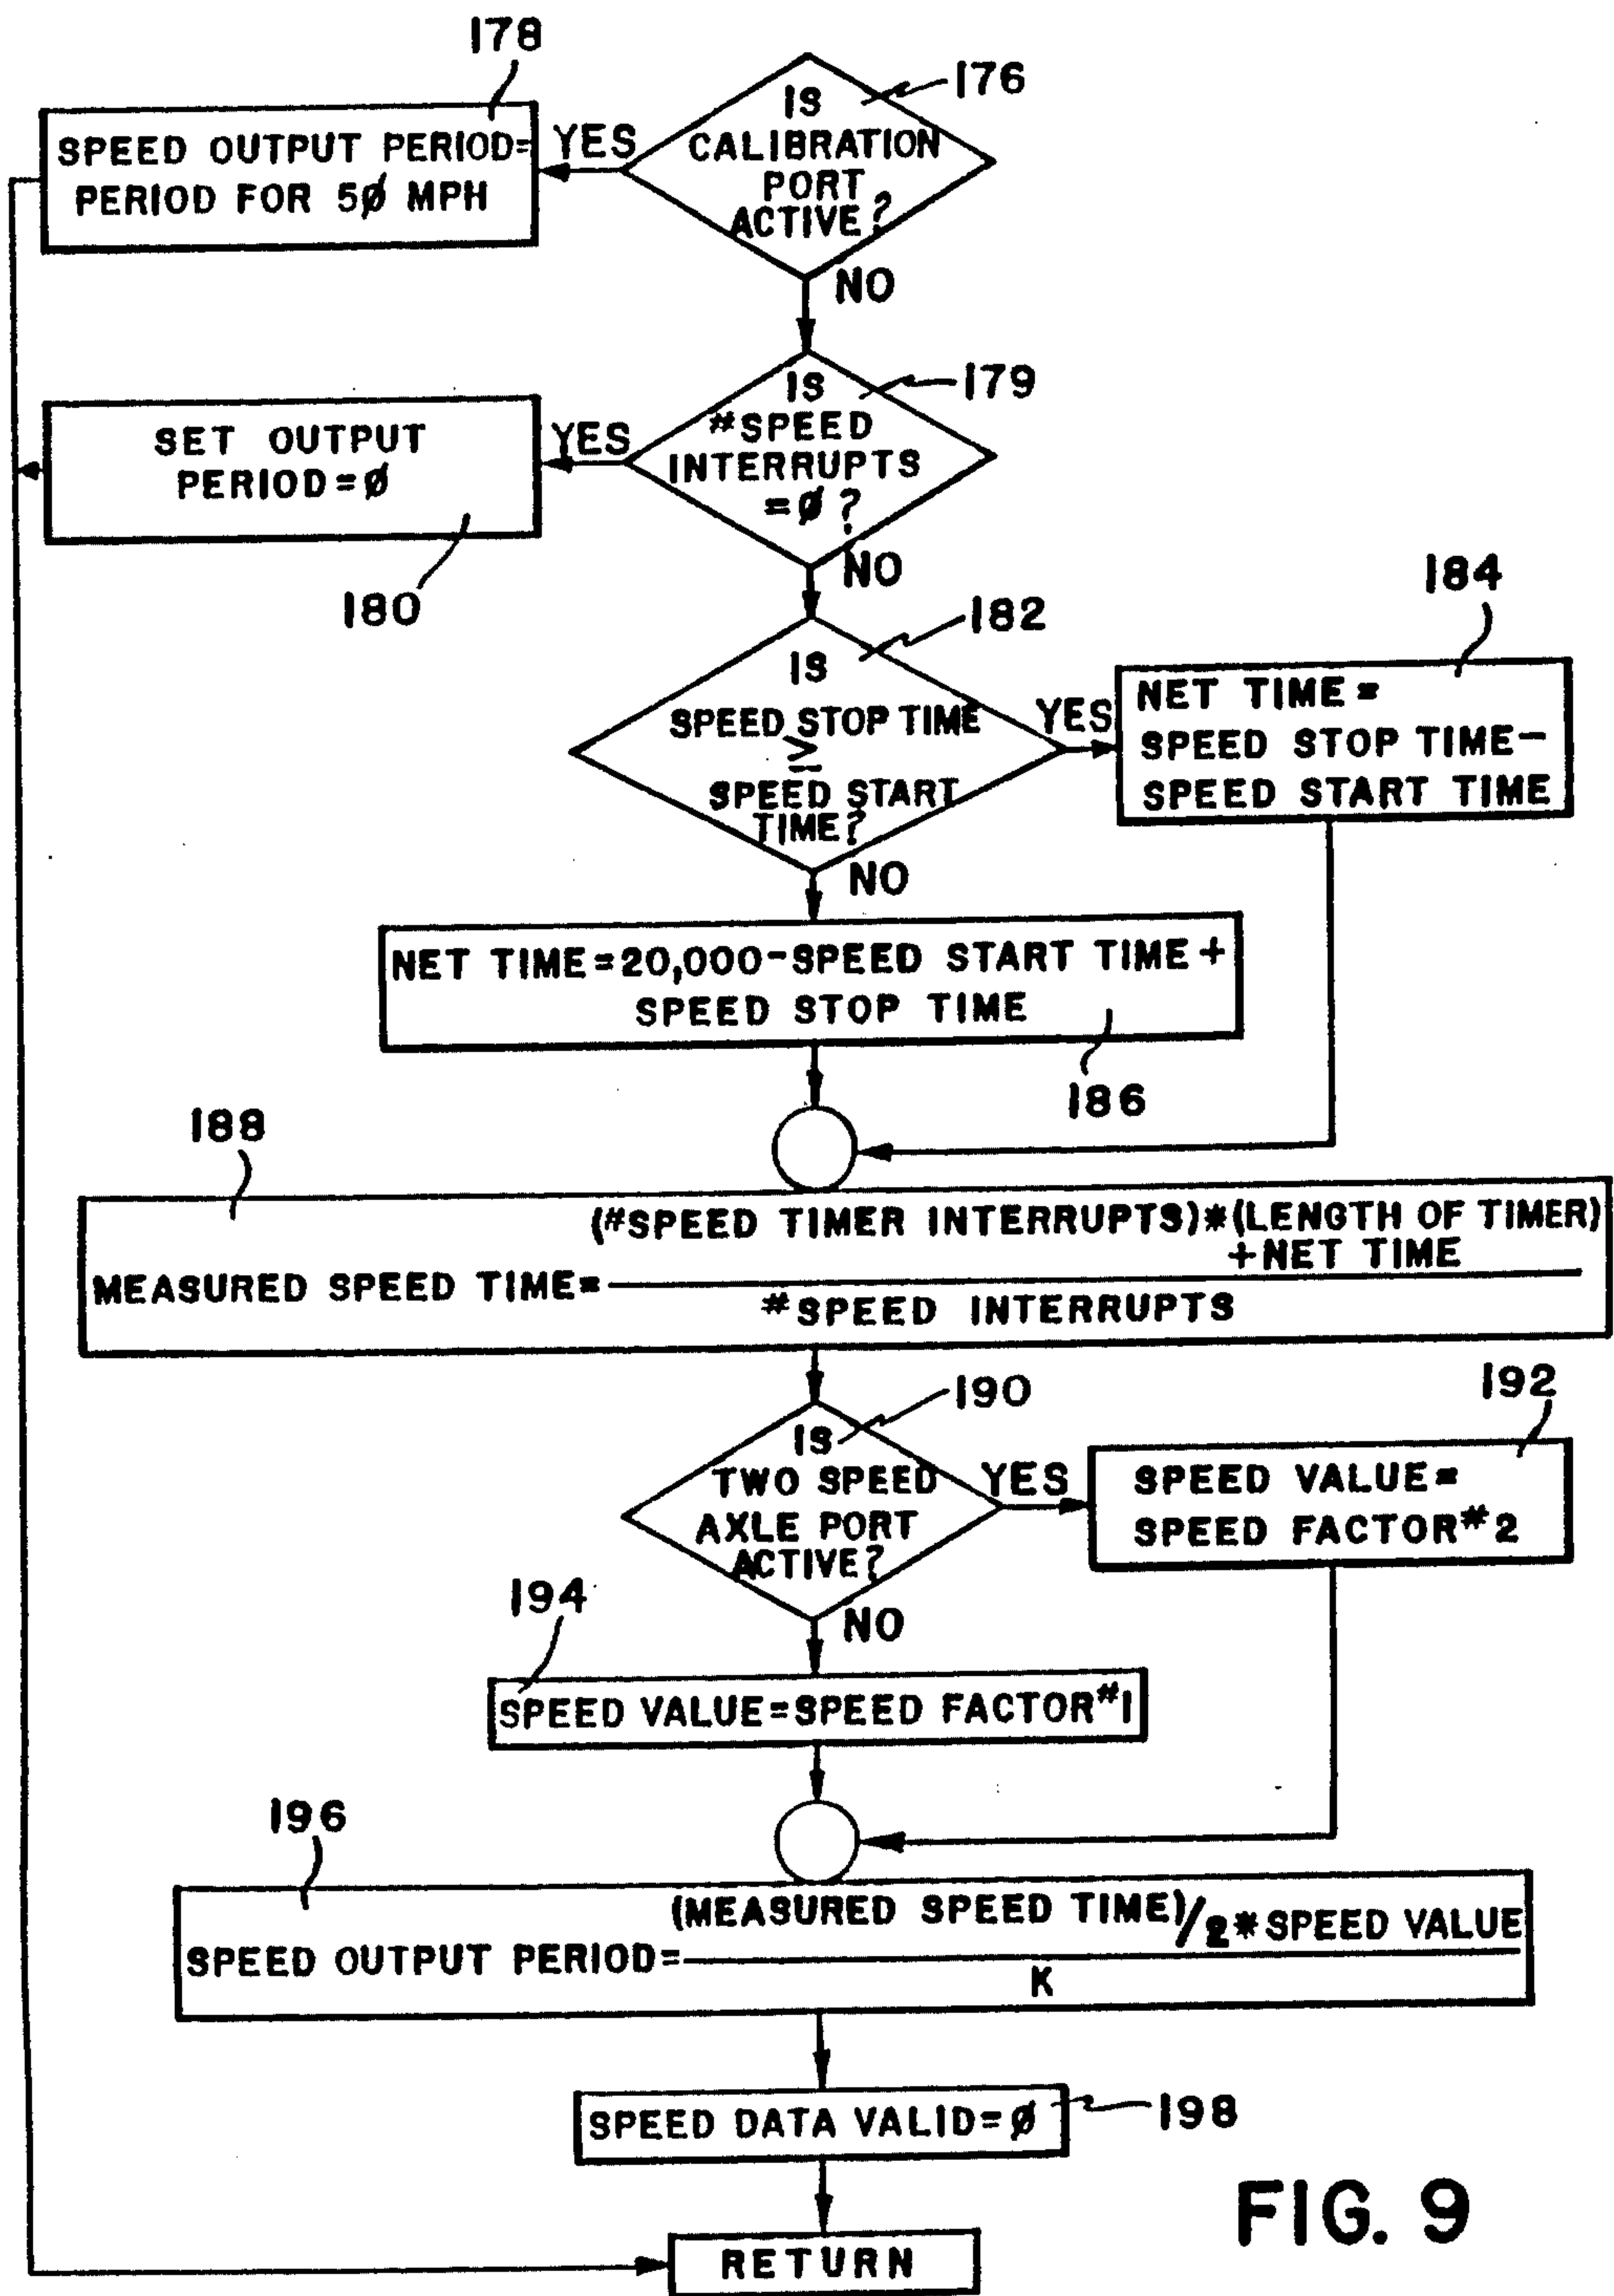 178
176
IS
CALIBRATION
PORT
ACTIVE?
YES
SPEED OUTPUT PERIOD=
PERIOD FOR 5Ø MPH
NO
179
IS
#SPEED
INTERRUPTS
=Ø?
YES
SET OUTPUT
PERIOD=Ø
180
NO
182
IS
SPEED STOP TIME
≥
SPEED START
TIME?
YES
184
NET TIME=
SPEED STOP TIME-
SPEED START TIME
NO
NET TIME=20,000-SPEED START TIME+
SPEED STOP TIME
186
188
(#SPEED TIMER INTERRUPTS)*(LENGTH OF TIMER)
+NET TIME
MEASURED SPEED TIME=
#SPEED INTERRUPTS
190
IS
TWO SPEED
AXLE PORT
ACTIVE?
YES
192
SPEED VALUE=
SPEED FACTOR#2
194
NO
SPEED VALUE=SPEED FACTOR#1
196
(MEASURED SPEED TIME)/2*SPEED VALUE
SPEED OUTPUT PERIOD=
K
SPEED DATA VALID=Ø
198
RETURN
FIG. 9